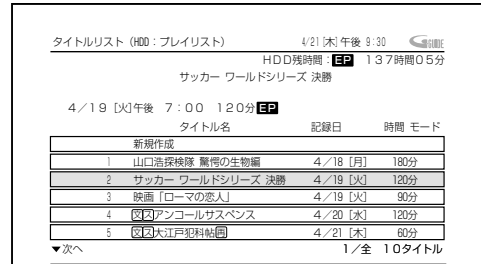 タイトルリスト（HDD：プレイリスト） 4/21［木］午後 9:30 GGUIDE
HDD残時間：EP 137時間05分
サッカー ワールドシリーズ 決勝
4／19［火］午後 7：00 120分EP
タイトル名 記録日 時間 モード
新規作成
1 山口浩探検隊 驚愕の生物編 4／18［月］ 180分
2 サッカー ワールドシリーズ 決勝 4／19［火］ 120分
3 映画「ローマの恋人」 4／19［火］ 90分
4 文スアンコールサスペンス 4／20［水］ 120分
5 文ス大江戸犯科帖再 4／21［木］ 60分
▼次へ 1／全 10タイトル